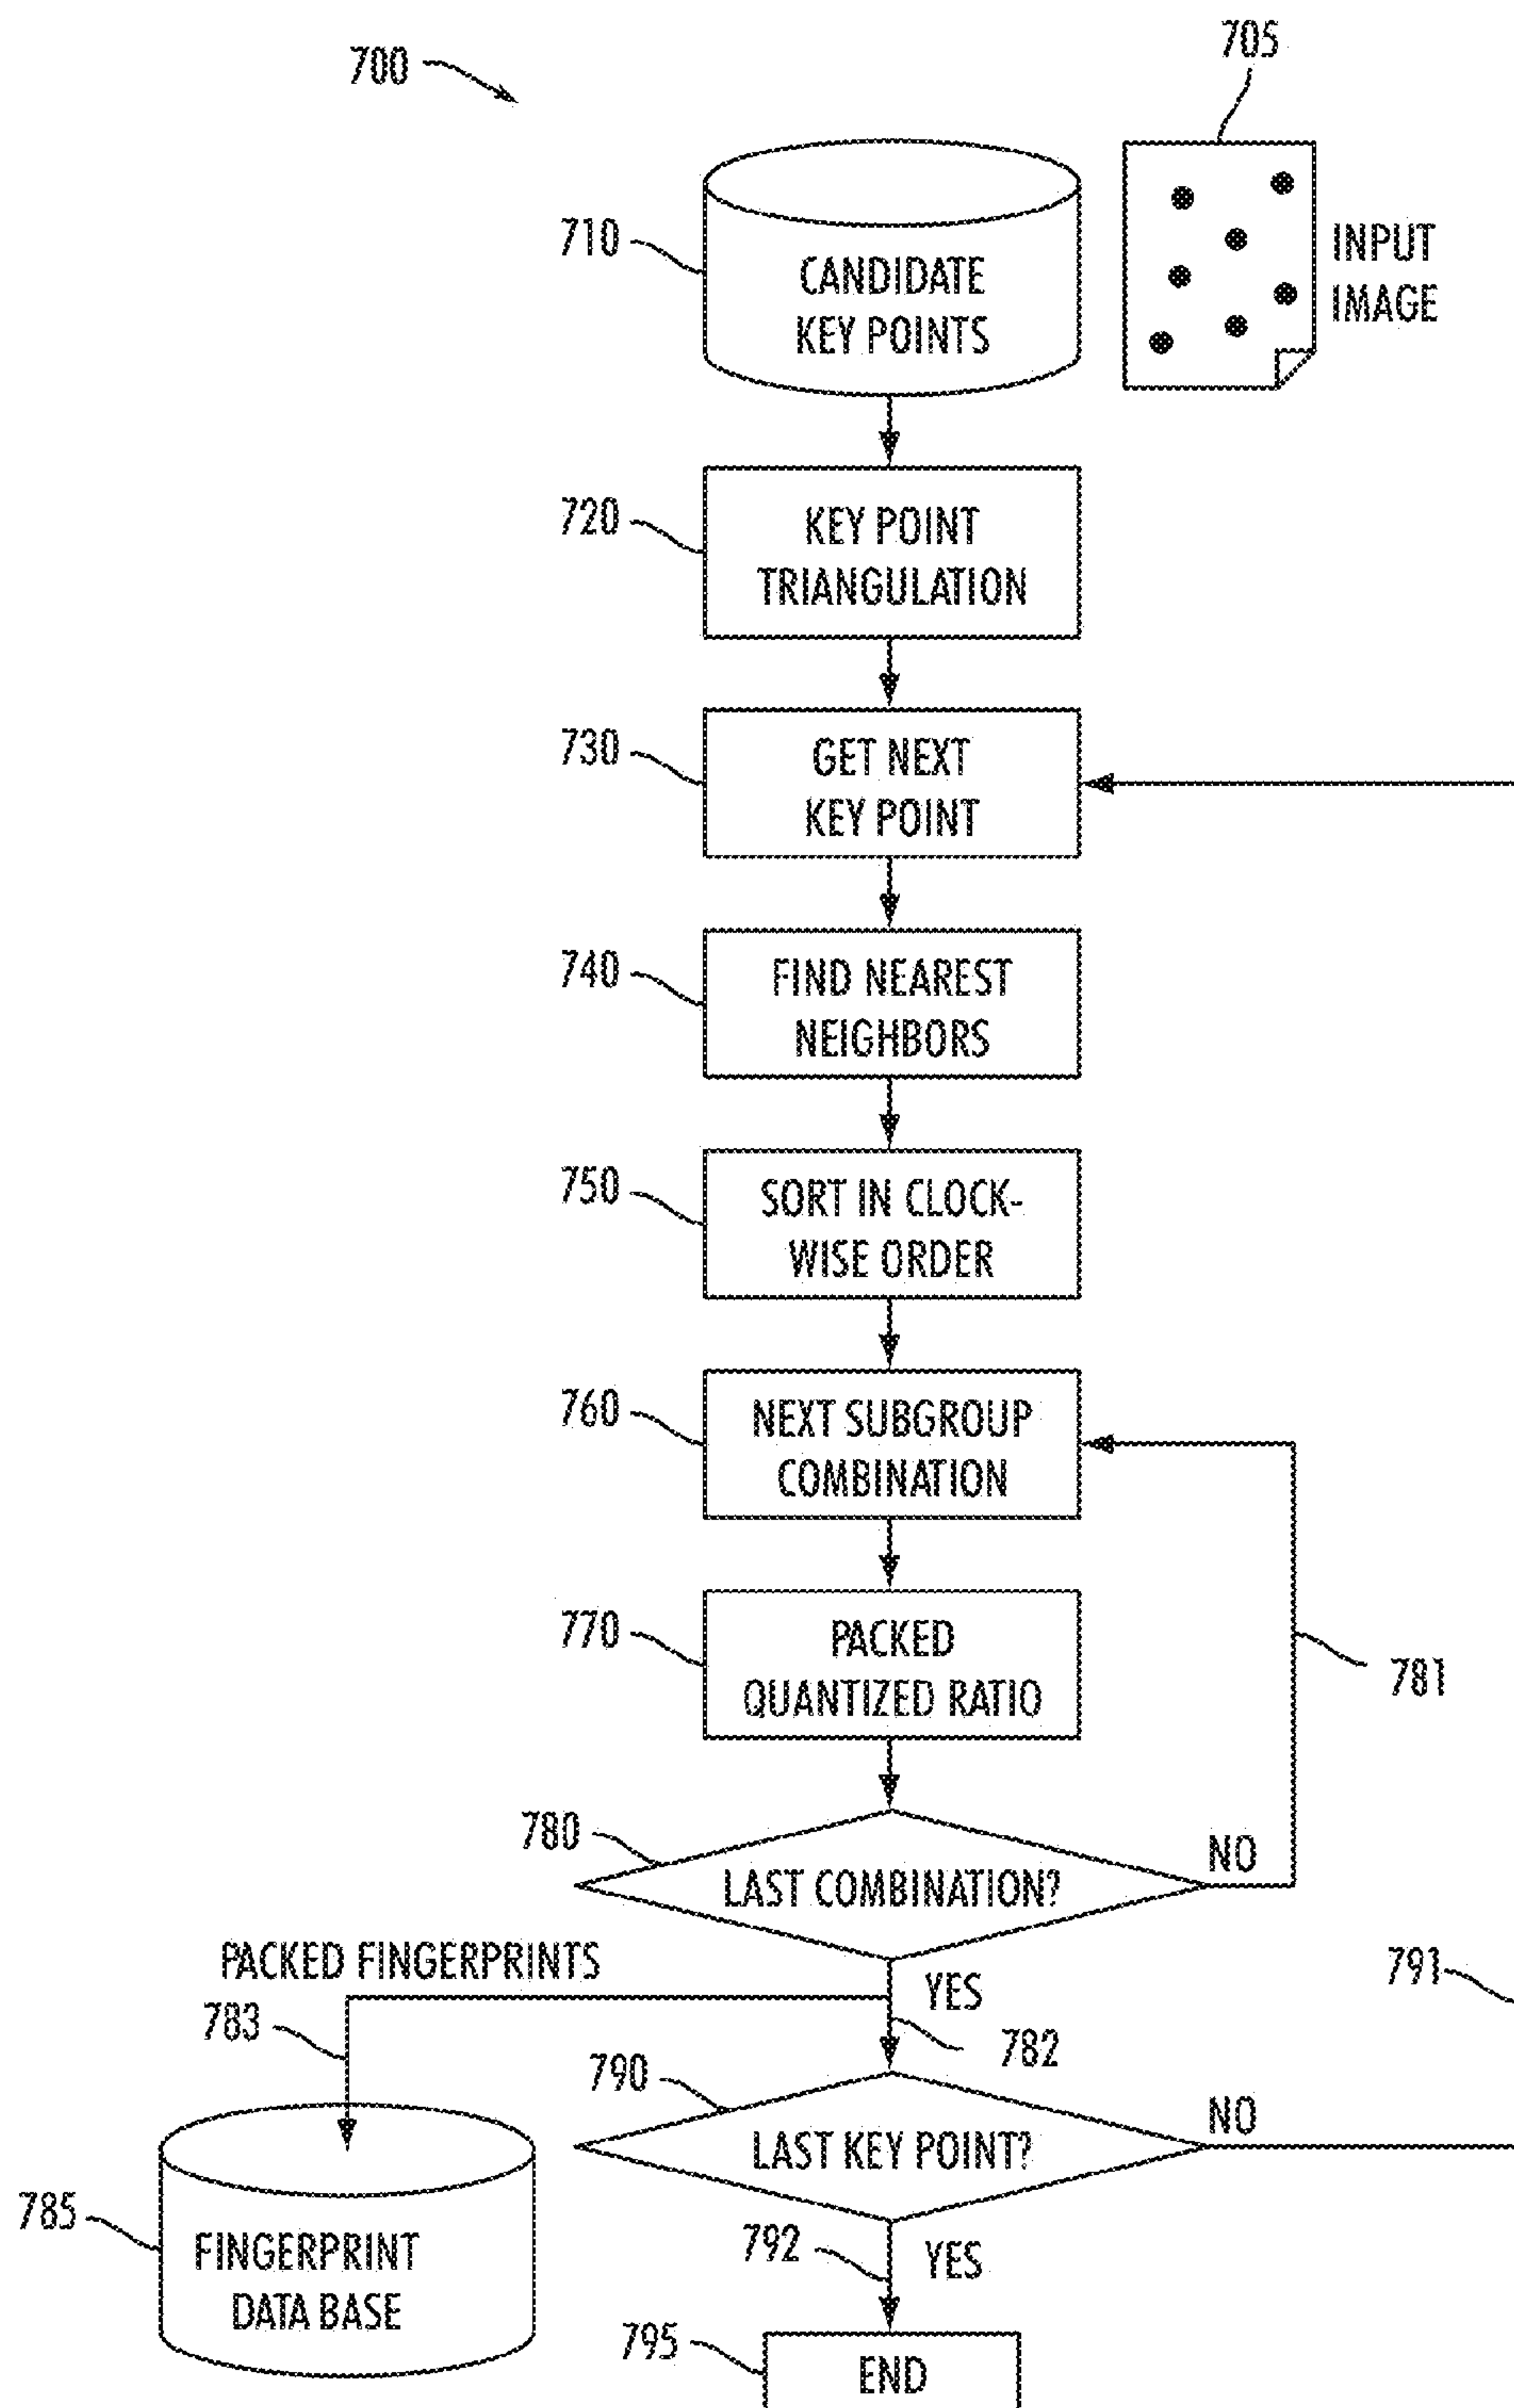 700
705
710
CANDIDATE
KEY POINTS
INPUT
IMAGE
720
KEY POINT
TRIANGULATION
730
GET NEXT
KEY POINT
740
FIND NEAREST
NEIGHBORS
750
SORT IN CLOCK-
WISE ORDER
760
NEXT SUBGROUP
COMBINATION
770
PACKED
QUANTIZED RATIO
781
780
LAST COMBINATION?
NO
PACKED FINGERPRINTS
YES
791
783
782
790
LAST KEY POINT?
NO
785
FINGERPRINT
DATA BASE
792
YES
795
END